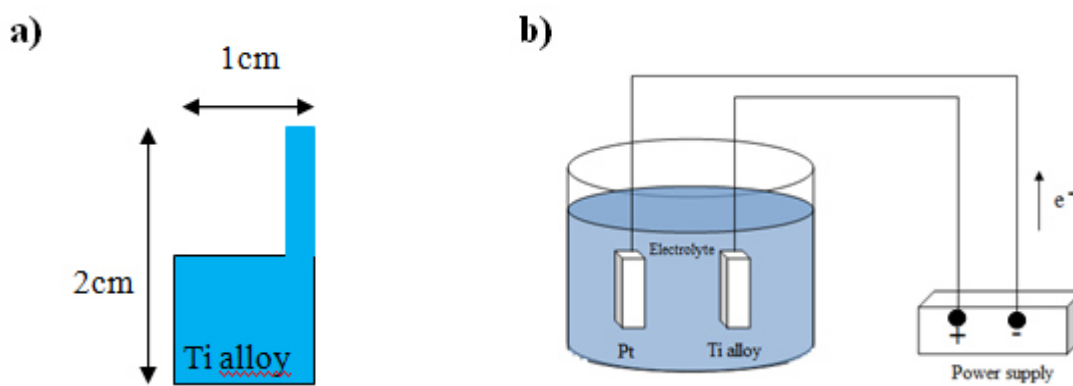 a)
1cm
2cm
Ti alloy
b)
e⁻
Electrolyte
Pt
Ti alloy
+
-
Power supply